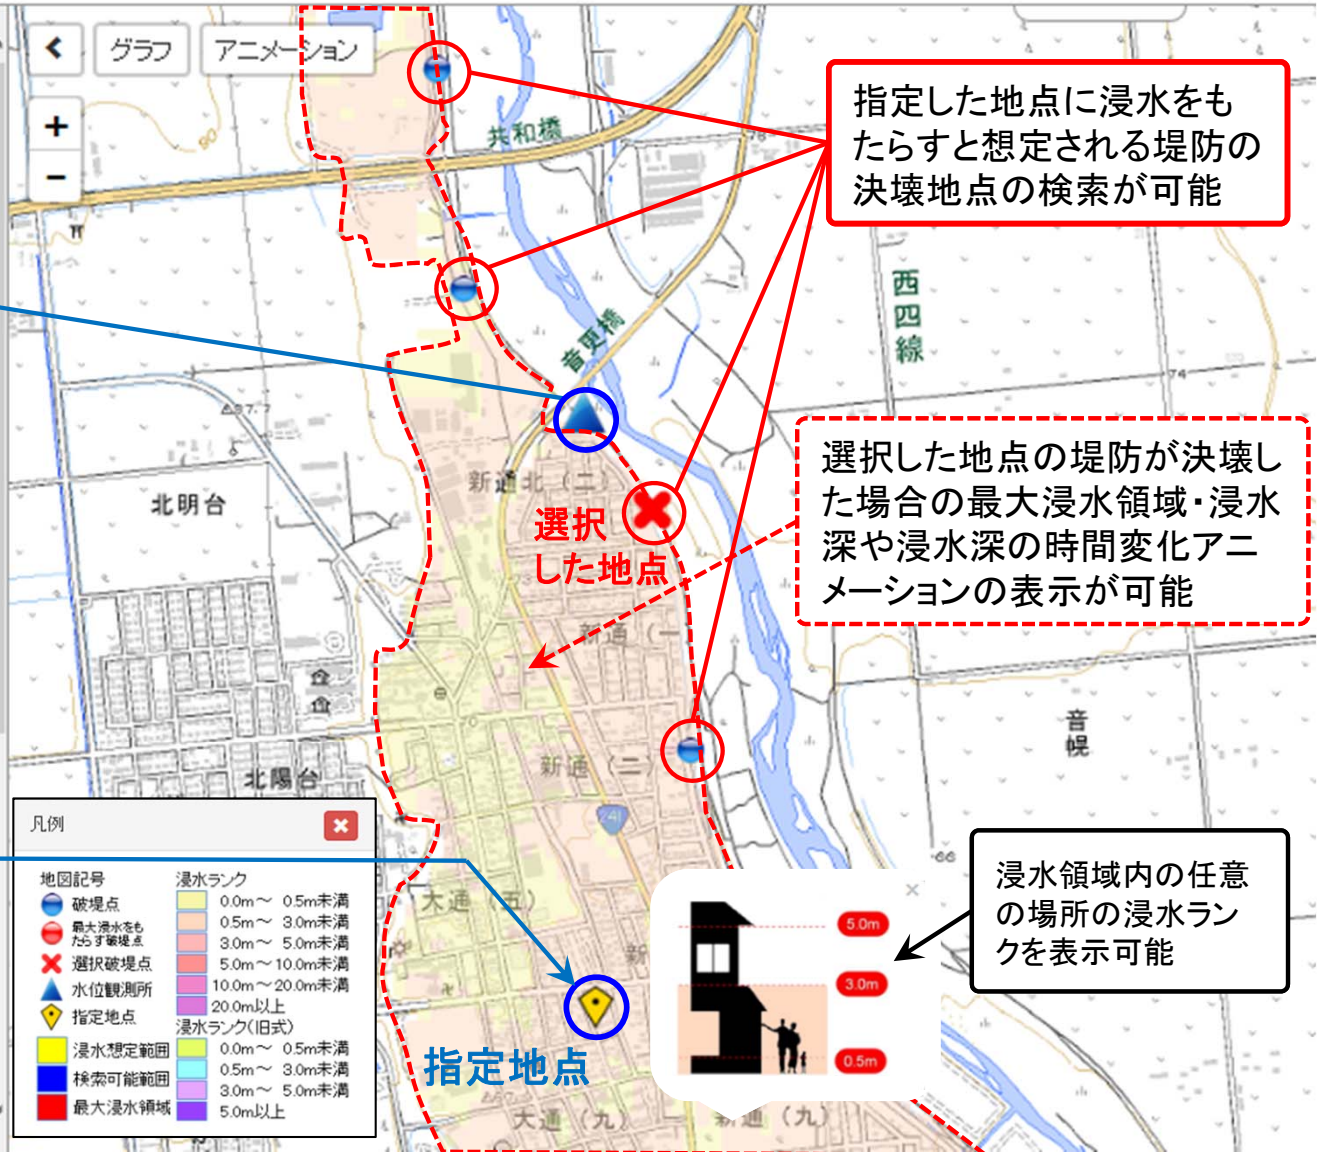 グラフ
アニメーション
+
−
共和橋
90
78
指定した地点に浸水をも
たらすと想定される堤防の
決壊地点の検索が可能
西四線
音更橋
74
選択した地点の堤防が決壊し
た場合の最大浸水領域・浸水
深や浸水深の時間変化アニ
メーションの表示が可能
北明台
新通北（二）
選択
した地点
新通（一
音幌
新通（二）
北陽台
241
66
浸水領域内の任意
の場所の浸水ラン
クを表示可能
5.0m
3.0m
0.5m
大通（五）
新
指定地点
大通（九）
新通（九）
凡例
地図記号
破堤点
最大浸水をも
たらす破堤点
選択破堤点
水位観測所
指定地点
浸水想定範囲
検索可能範囲
最大浸水領域
浸水ランク
0.0m～ 0.5m未満
0.5m～ 3.0m未満
3.0m～ 5.0m未満
5.0m～10.0m未満
10.0m～20.0m未満
20.0m以上
浸水ランク(旧式)
0.0m～ 0.5m未満
0.5m～ 3.0m未満
3.0m～ 5.0m未満
5.0m以上